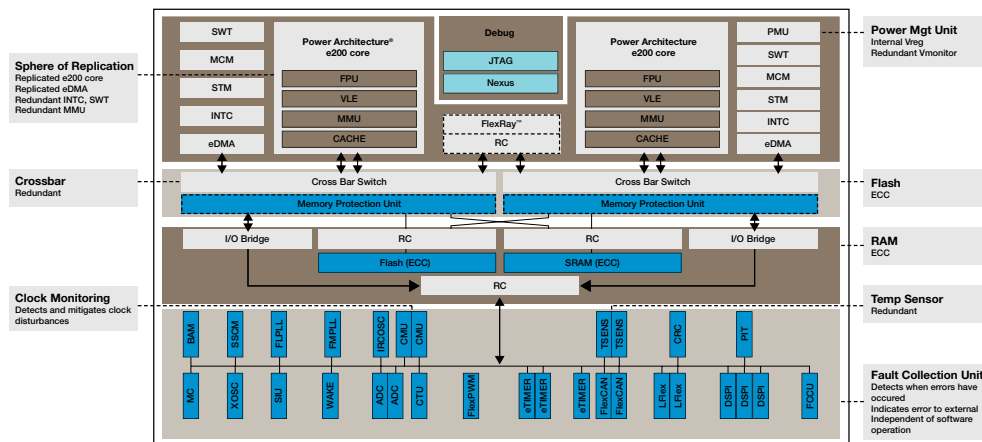 Sphere of Replication
Replicated e200 core
Replicated eDMA
Redundant INTC, SWT
Redundant MMU
Crossbar
Redundant
Clock Monitoring
Detects and mitigates clock
disturbances
SWT
MCM
STM
INTC
eDMA
Power Architecture®
e200 core
FPU
VLE
MMU
CACHE
Debug
JTAG
Nexus
FlexRay™
RC
Power Architecture
e200 core
FPU
VLE
MMU
CACHE
PMU
SWT
MCM
STM
INTC
eDMA
Cross Bar Switch
Memory Protection Unit
Cross Bar Switch
Memory Protection Unit
I/O Bridge
RC
Flash (ECC)
RC
SRAM (ECC)
I/O Bridge
RC
BAM
SSCM
FLPLL
FMPLL
IRCOSC
CMU
CMU
TSENS
TSENS
CRC
PIT
MC
XOSC
SIU
WAKE
ADC
ADC
CTU
FlexPWM
eTIMER
eTIMER
eTIMER
FlexCAN
FlexCAN
LFlex
LFlex
DSPI
DSPI
DSPI
FCCU
Power Mgt Unit
Internal Vreg
Redundant Vmonitor
Flash
ECC
RAM
ECC
Temp Sensor
Redundant
Fault Collection Unit
Detects when errors have
occured
Indicates error to external
Independent of software
operation